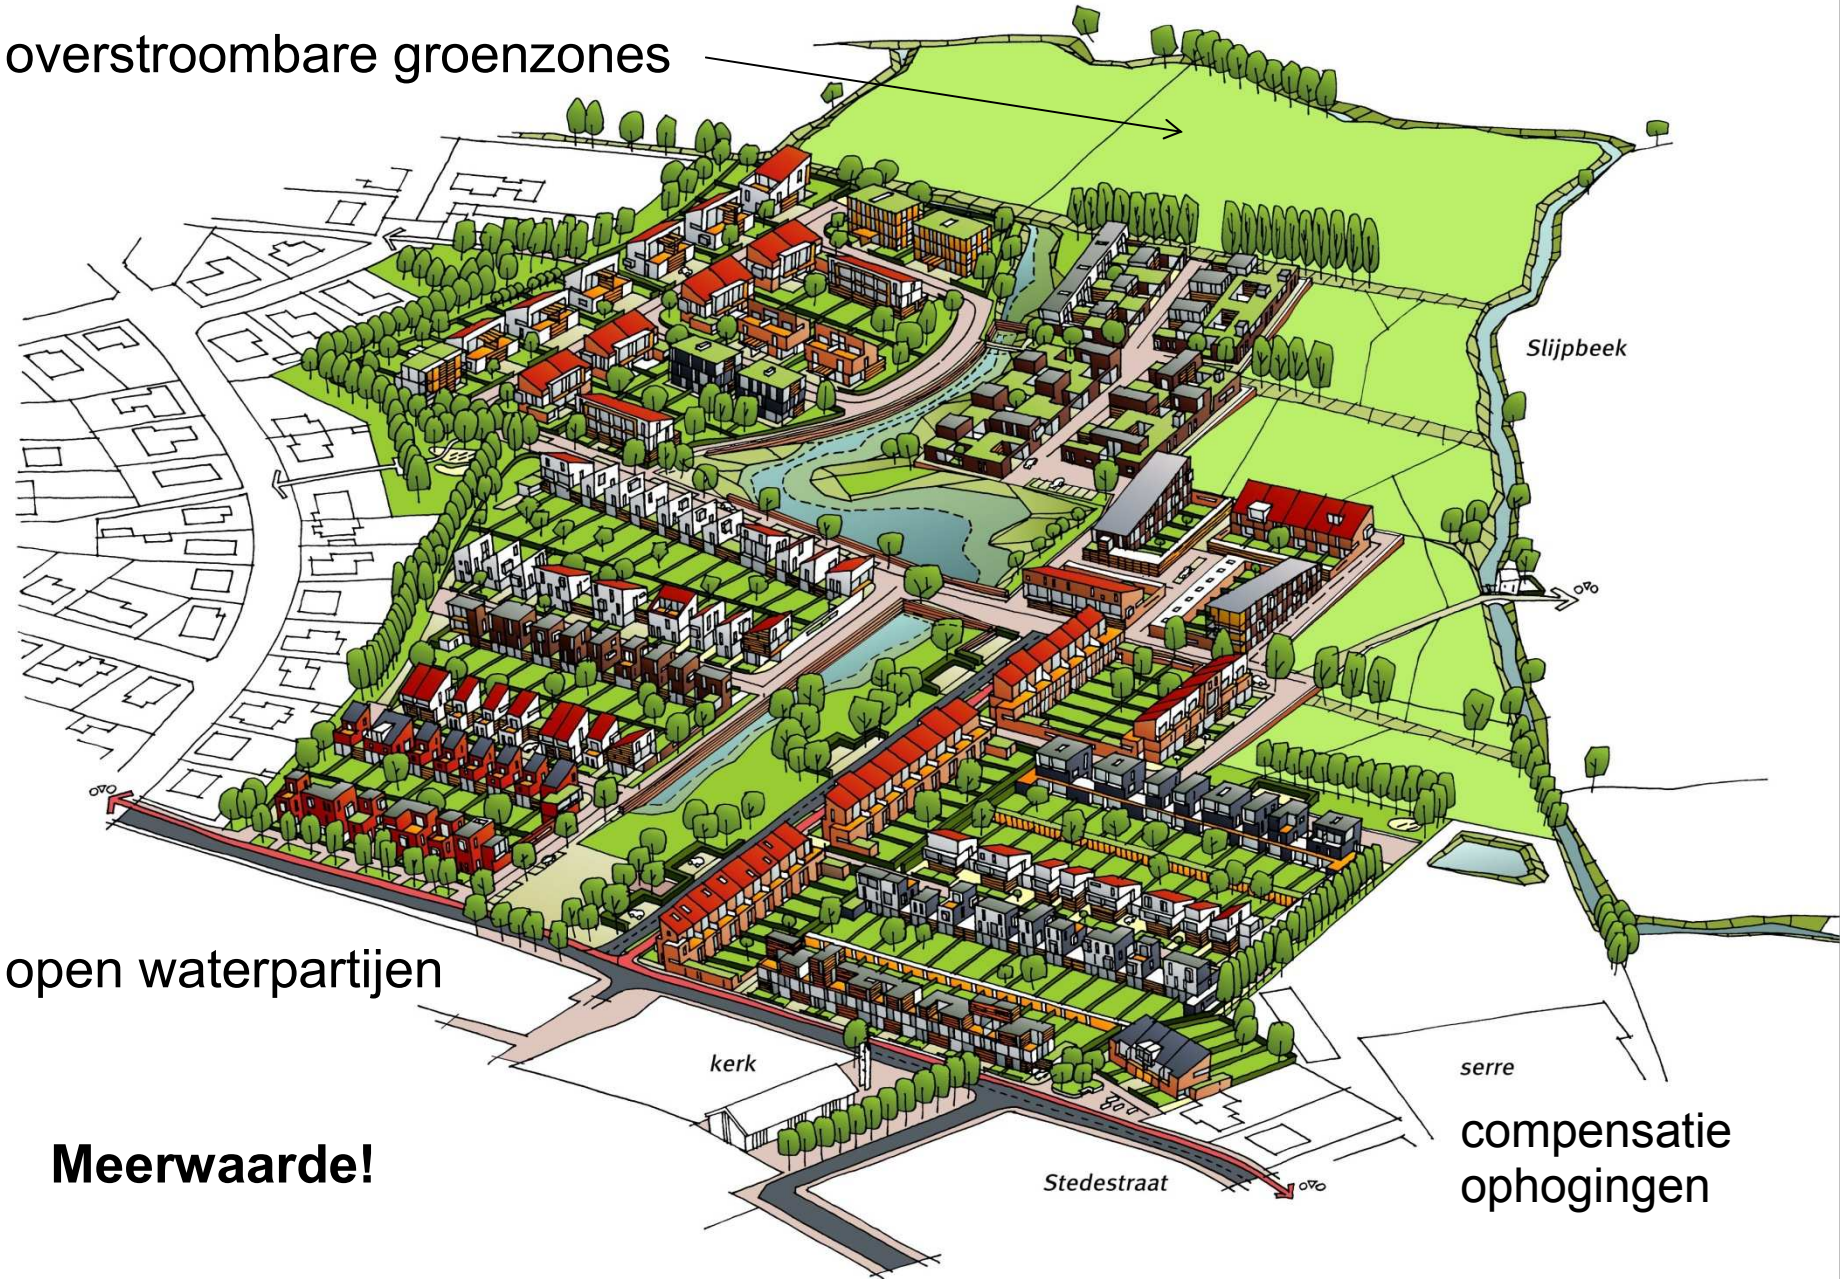 overstroombare groenzones
Slijpbeek
open waterpartijen
kerk
serre
Meerwaarde!
compensatie
ophogingen
Stedestraat